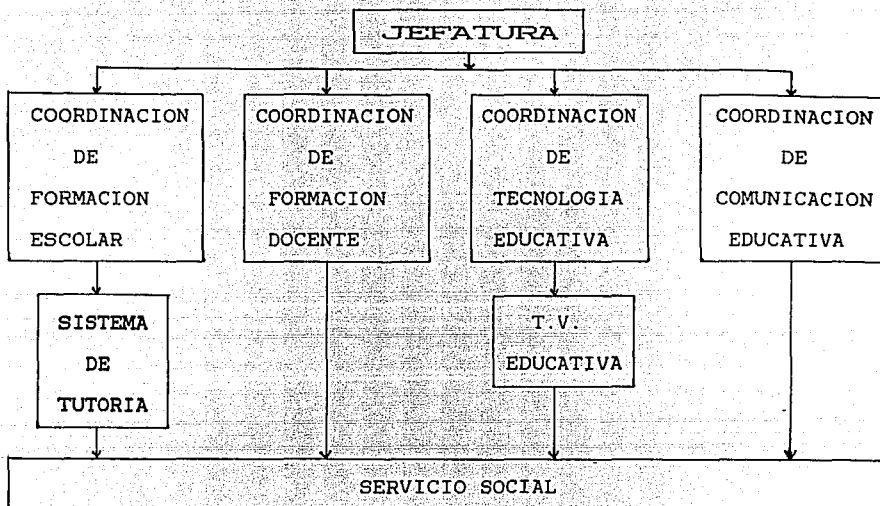 JEFATURA
COORDINACION
DE
FORMACION
ESCOLAR
COORDINACION
DE
FORMACION
DOCENTE
COORDINACION
DE
TECNOLOGIA
EDUCATIVA
COORDINACION
DE
COMUNICACION
EDUCATIVA
SISTEMA
DE
TUTORIA
T.V.
EDUCATIVA
SERVICIO SOCIAL